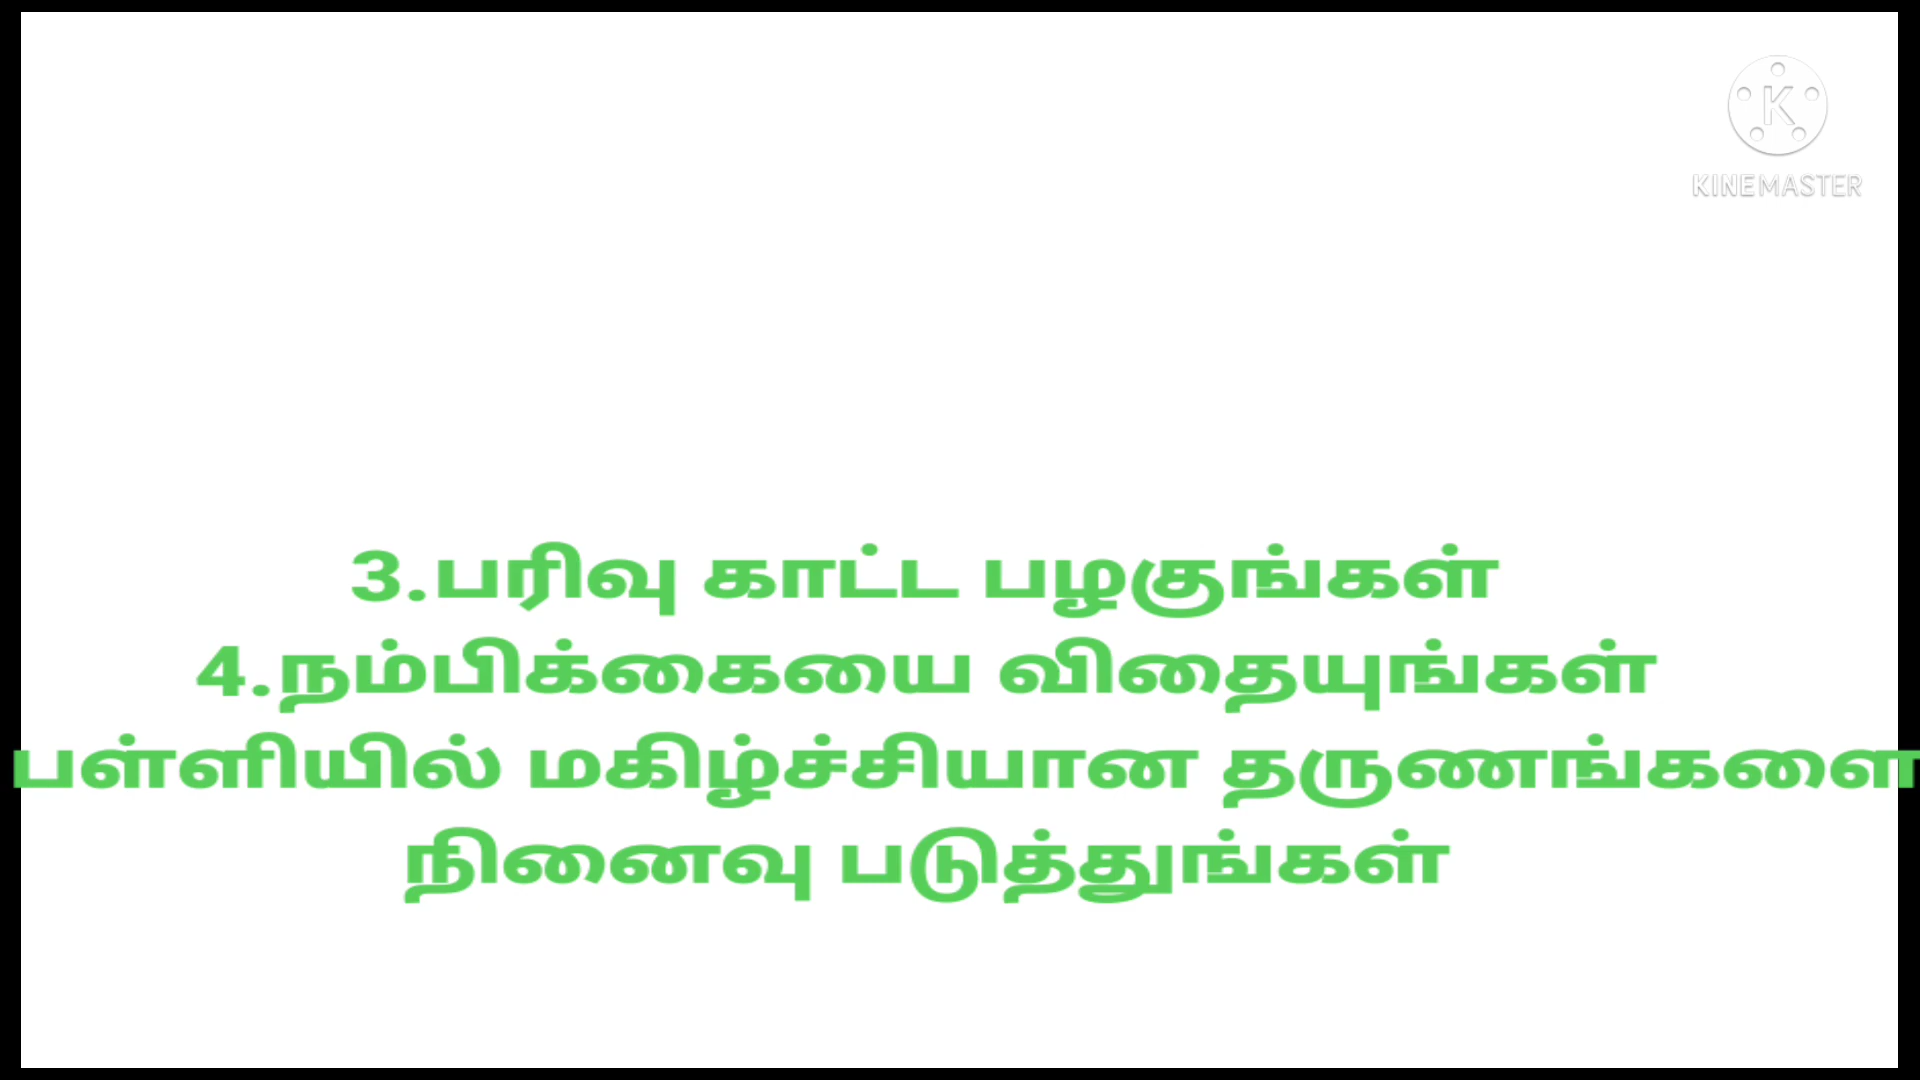 KINEMASTER
3.பரிவு காட்ட பழகுங்கள்
4.நம்பிக்கையை விதையுங்கள்
பள்ளியில் மகிழ்ச்சியான தருணங்களை
நினைவு படுத்துங்கள்